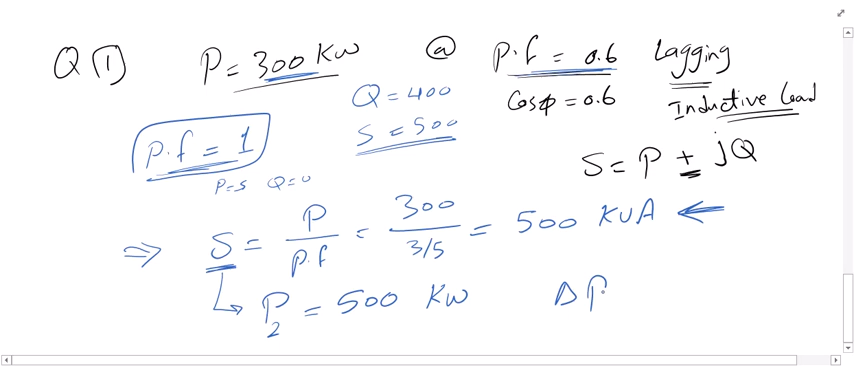 Q ① P = 300 KW @ P.f = 0.6 Lagging
Q = 400 Cosϕ = 0.6 Inductive Load
P.f = 1 S = 500 S = P ± jQ
P=S Q=0
⇒ S = P/P.f = 300/3/5 = 500 KVA ←
↳ P₂ = 500 KW Δ P